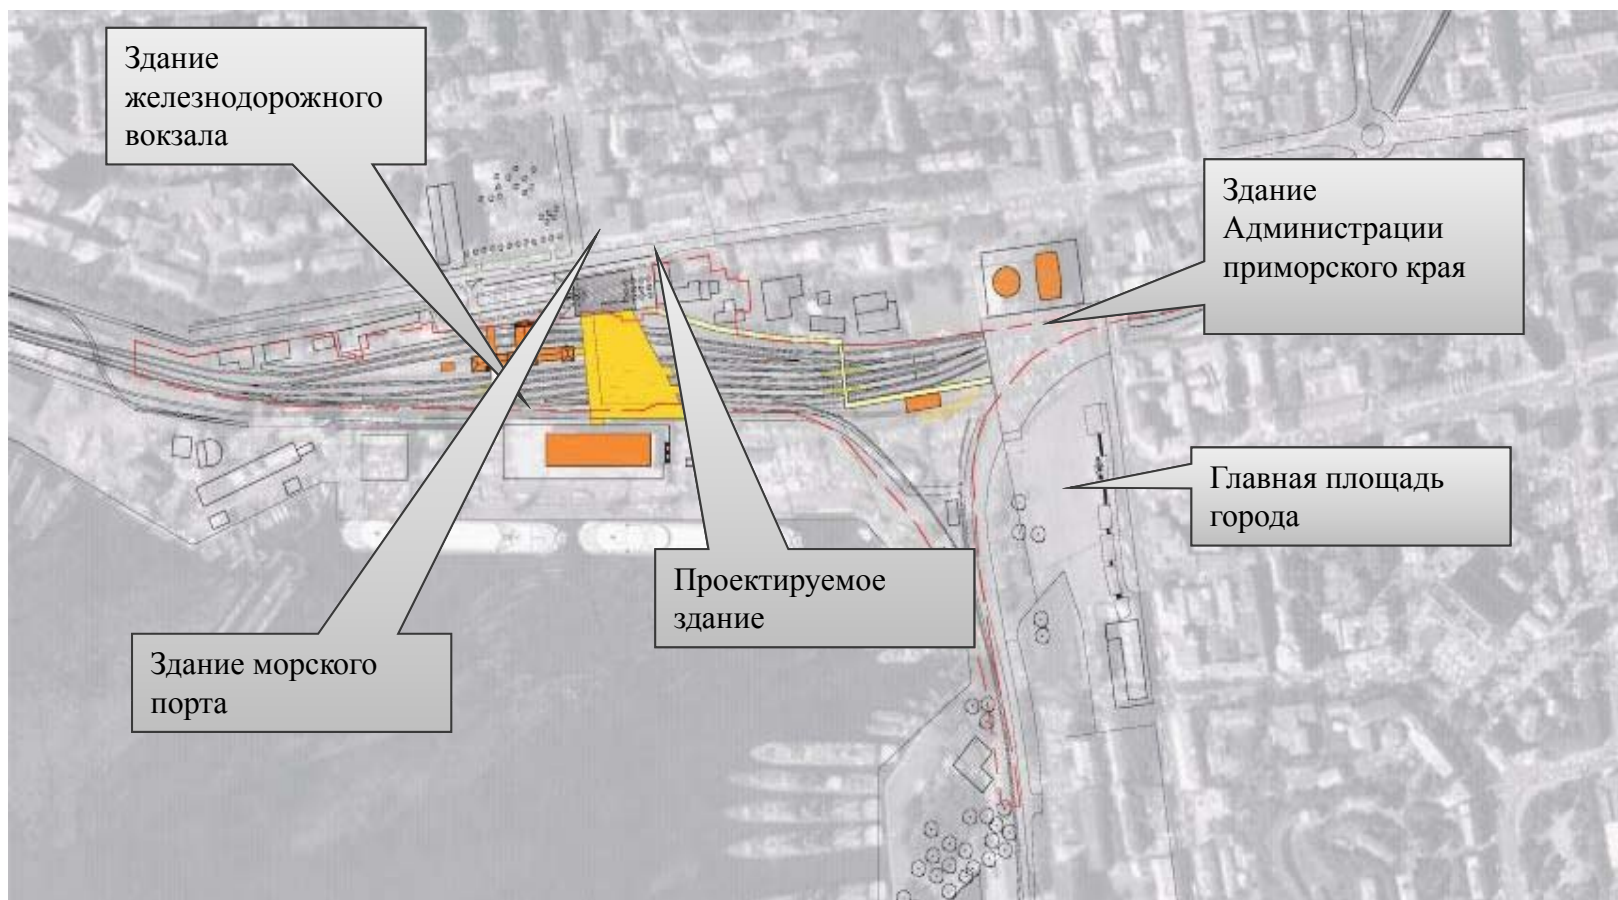 Здание
железнодорожного
вокзала
Здание
Администрации
приморского края
Главная площадь
города
Проектируемое
здание
Здание морского
порта